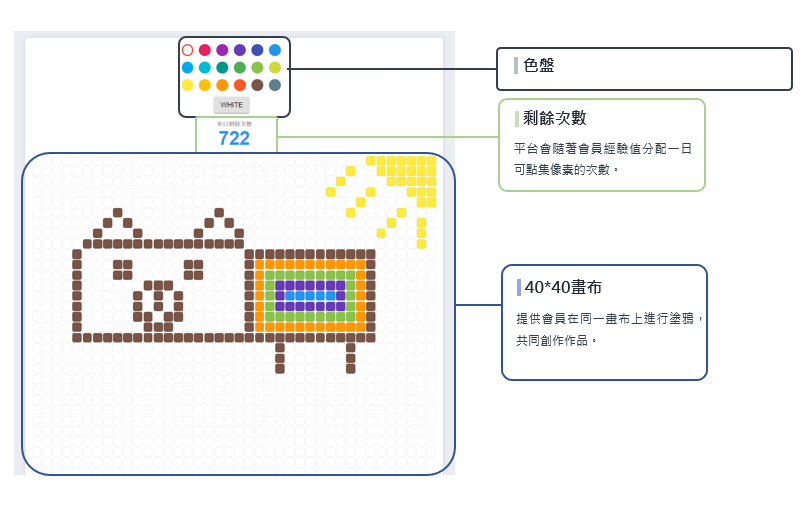 色盤
WHITE
本日剩餘次數
722
剩餘次數
平台會隨著會員經驗值分配一日
可點集像素的次數。
40*40畫布
提供會員在同一畫布上進行塗鴉，
共同創作作品。